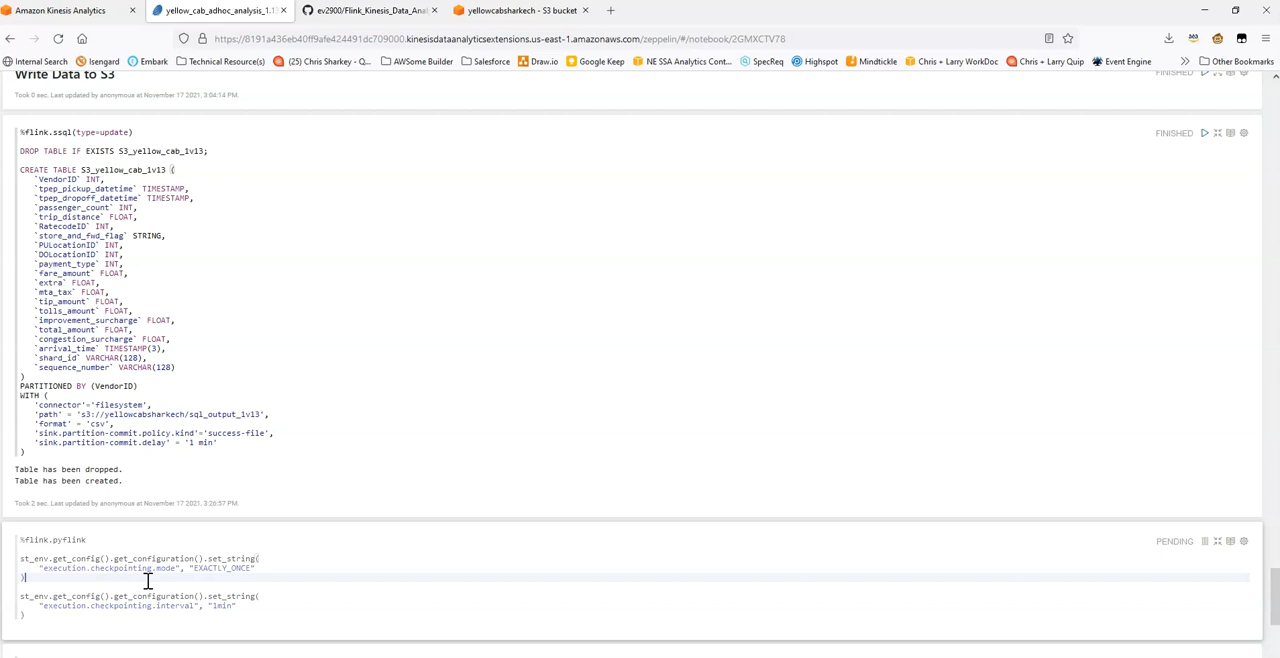 Amazon Kinesis Analytics
yellow_cab_adhoc_analysis_1.1
ev2900/Flink_Kinesis_Data_Ana
yellowcabsharkech - S3 bucket
https://8191a436eb40ff9afe424491dc709000.kinesisdataanalyticsextensions.us-east-1.amazonaws.com/zeppelin/#/notebook/2GMXCTV78
Internal Search
Isengard
Embark
Technical Resource(s)
(25) Chris Sharkey - Q...
AWSome Builder
Salesforce
Draw.io
Google Keep
NE SSA Analytics Cont...
SpecReq
Highspot
Mindtickle
Chris + Larry WorkDoc
Chris + Larry Quip
Event Engine
Other Bookmarks
Write Data to S3
FINISHED
Took 0 sec. Last updated by anonymous at November 17 2021, 3:04:14 PM.
%flink.ssql(type=update)
FINISHED
DROP TABLE IF EXISTS S3_yellow_cab_1v13;
CREATE TABLE S3_yellow_cab_1v13 (
`VendorID` INT,
`tpep_pickup_datetime` TIMESTAMP,
`tpep_dropoff_datetime` TIMESTAMP,
`passenger_count` INT,
`trip_distance` FLOAT,
`RatecodeID` INT,
`store_and_fwd_flag` STRING,
`PULocationID` INT,
`DOLocationID` INT,
`payment_type` INT,
`fare_amount` FLOAT,
`extra` FLOAT,
`mta_tax` FLOAT,
`tip_amount` FLOAT,
`tolls_amount` FLOAT,
`improvement_surcharge` FLOAT,
`total_amount` FLOAT,
`congestion_surcharge` FLOAT,
`arrival_time` TIMESTAMP(3),
`shard_id` VARCHAR(128),
`sequence_number` VARCHAR(128)
)
PARTITIONED BY (VendorID)
WITH (
'connector'='filesystem',
'path' = 's3://yellowcabsharkech/sql_output_1v13',
'format' = 'csv',
'sink.partition-commit.policy.kind'='success-file',
'sink.partition-commit.delay' = '1 min'
)
Table has been dropped.
Table has been created.
Took 2 sec. Last updated by anonymous at November 17 2021, 3:26:57 PM.
%flink.pyflink
PENDING
st_env.get_config().get_configuration().set_string(
"execution.checkpointing.mode", "EXACTLY_ONCE"
)
st_env.get_config().get_configuration().set_string(
"execution.checkpointing.interval", "1min"
)